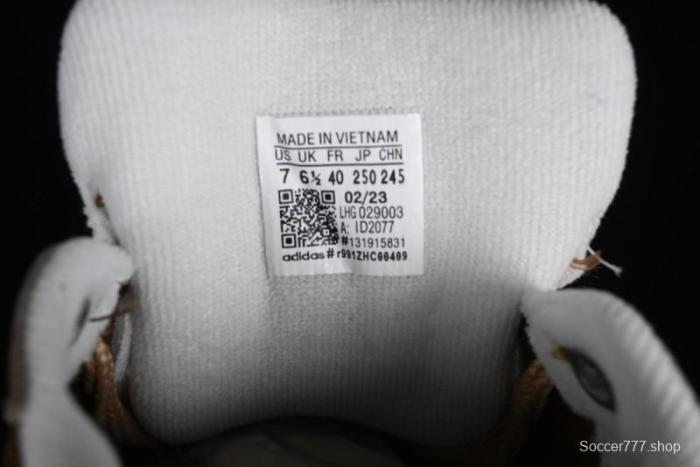 MADE IN VIETNAM
US UK FR JP CHN
7 6½ 40 250 245
02/23
LHG 029003
A: ID2077
#131915831
adidas# r991ZHC00409
Soccer777.shop